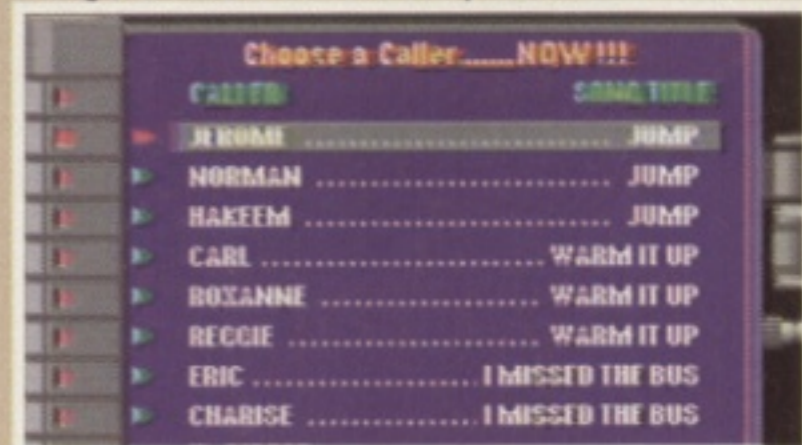 Choose a Caller......NOW!!!
CALLER SONG TITLE
JEROME .............................. JUMP
NORMAN ............................ JUMP
HAKEEM ............................. JUMP
CARL ........................... WARM IT UP
ROXANNE .................... WARM IT UP
REGGIE ........................ WARM IT UP
ERIC ..................... I MISSED THE BUS
CHARISE ................ I MISSED THE BUS